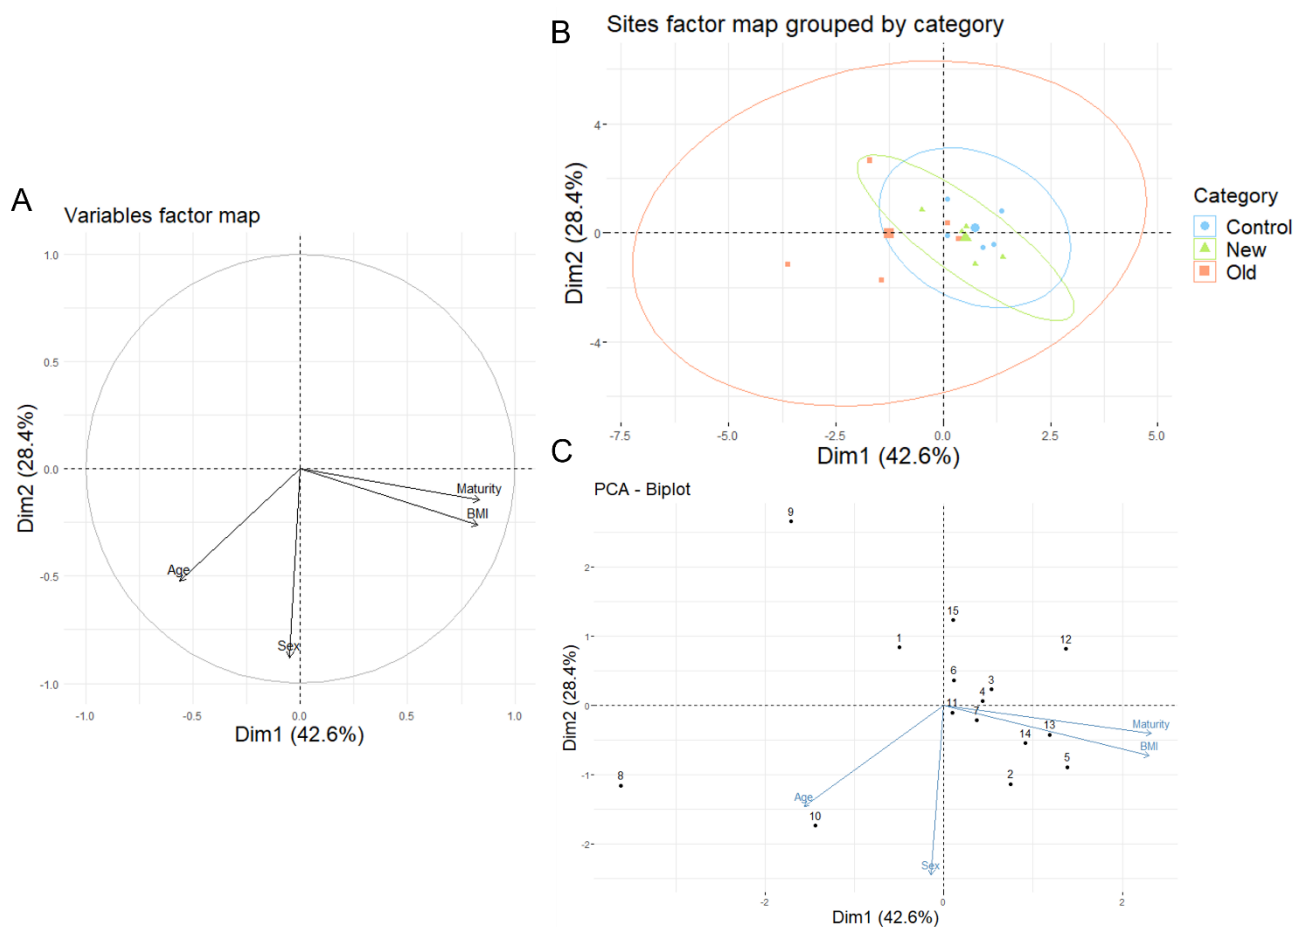 A
Variables factor map
1.0
0.5
0.0
-0.5
-1.0
Dim2 (28.4%)
Maturity
BMI
Age
Sex
-1.0 -0.5 0.0 0.5 1.0
Dim1 (42.6%)
B
Sites factor map grouped by category
4
0
-4
Dim2 (28.4%)
-7.5 -5.0 -2.5 0.0 2.5 5.0
Dim1 (42.6%)
Category
Control
New
Old
C
PCA - Biplot
2
1
0
-1
-2
Dim2 (28.4%)
9
15
1
12
6
3
4
11
7
13
Maturity
14
BMI
5
8
2
Age
10
Sex
-2 0 2
Dim1 (42.6%)